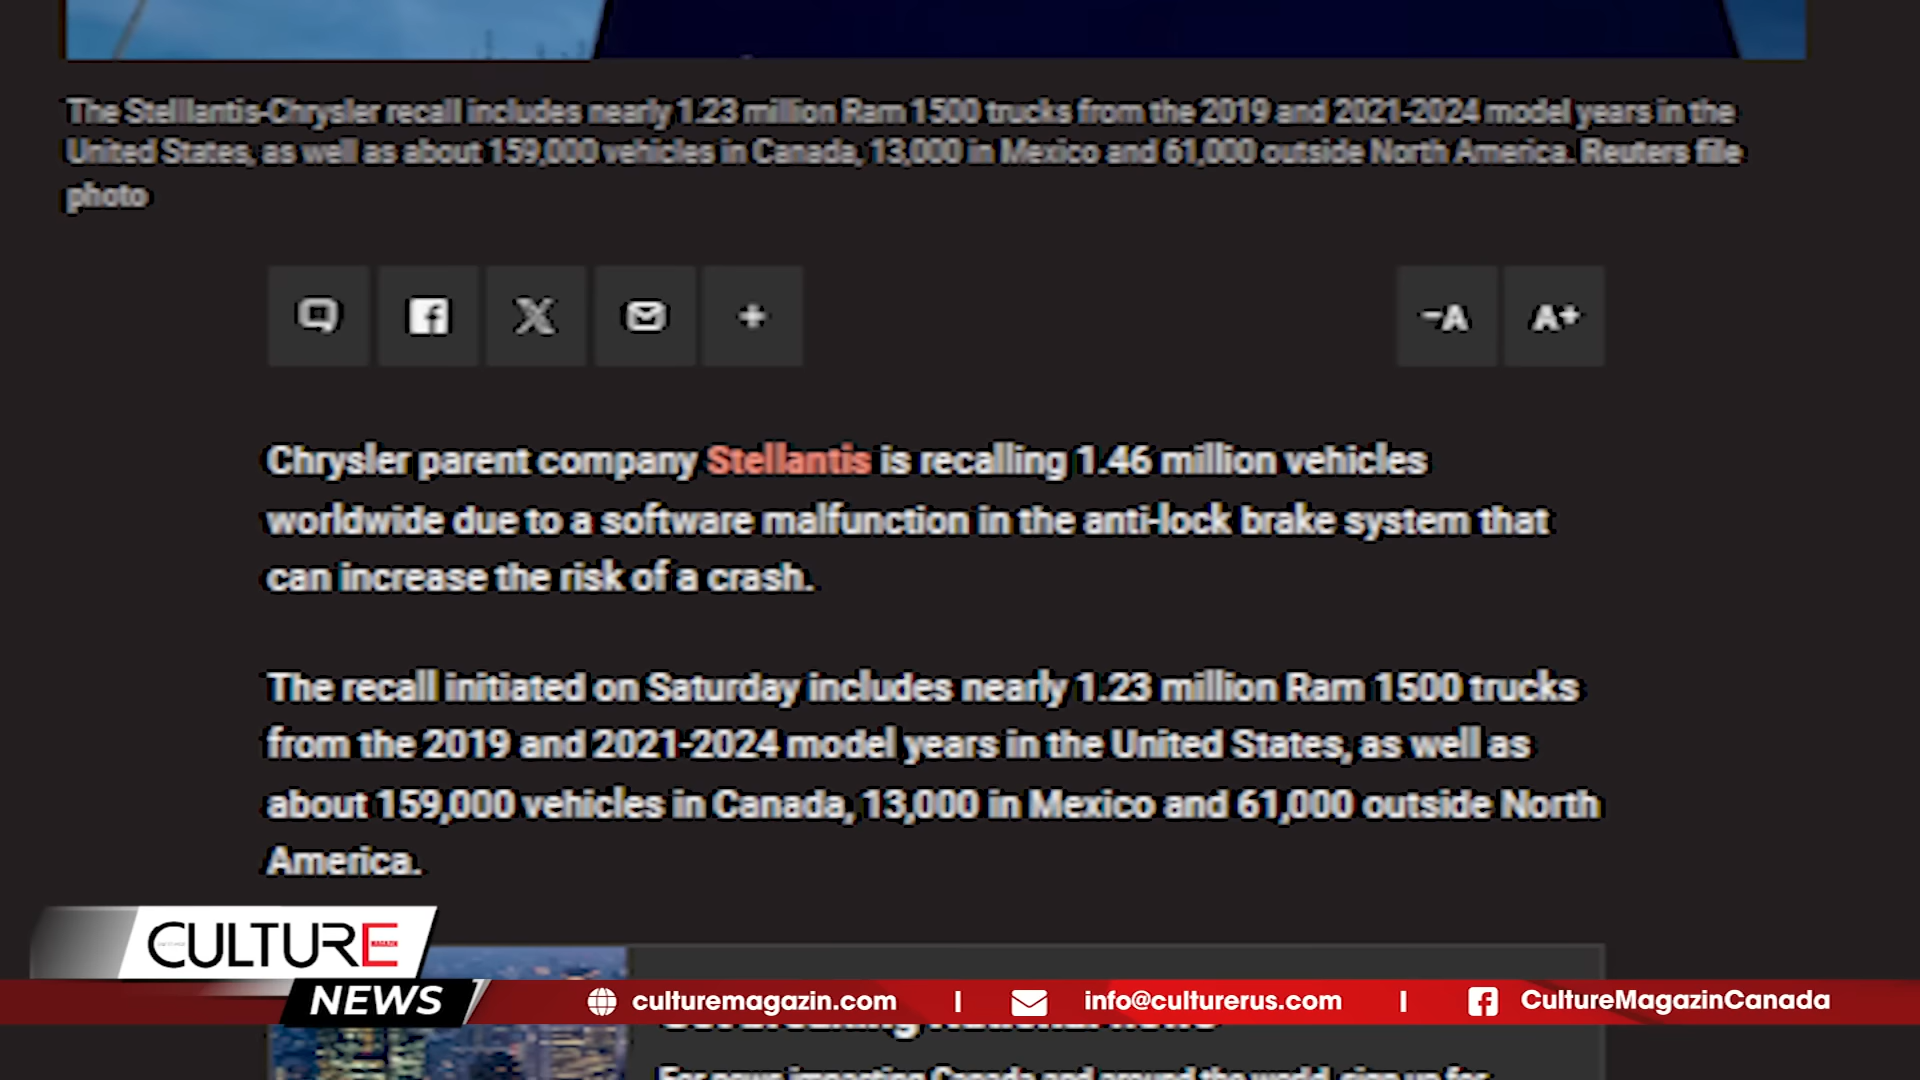 The Stelllantis-Chrysler recall includes nearly 1.23 million Ram 1500 trucks from the 2019 and 2021-2024 model years in the
United States, as well as about 159,000 vehicles in Canada, 13,000 in Mexico and 61,000 outside North America. Reuters file
photo
-A A+
Chrysler parent company Stellantis is recalling 1.46 million vehicles
worldwide due to a software malfunction in the anti-lock brake system that
can increase the risk of a crash.
The recall initiated on Saturday includes nearly 1.23 million Ram 1500 trucks
from the 2019 and 2021-2024 model years in the United States, as well as
about 159,000 vehicles in Canada, 13,000 in Mexico and 61,000 outside North
America.
CULTURE
NEWS
culturemagazin.com | info@culturerus.com | CultureMagazinCanada